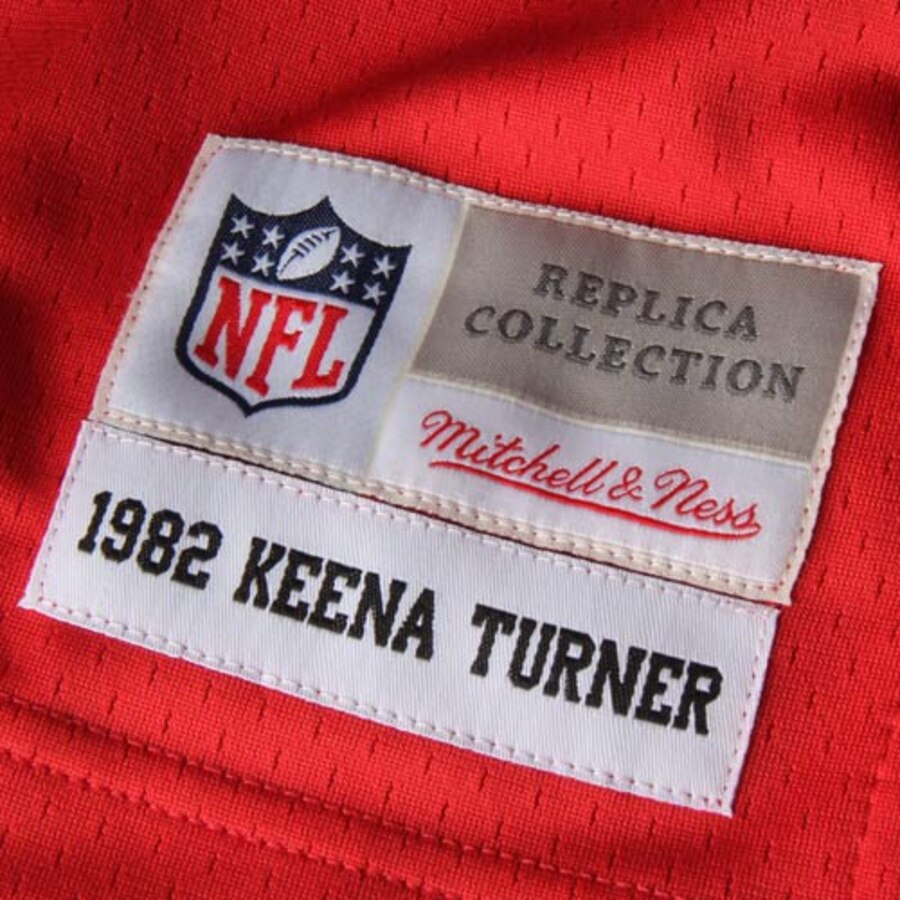 NFL
REPLICA
COLLECTION
Mitchell & Ness
1982 KEENA TURNER